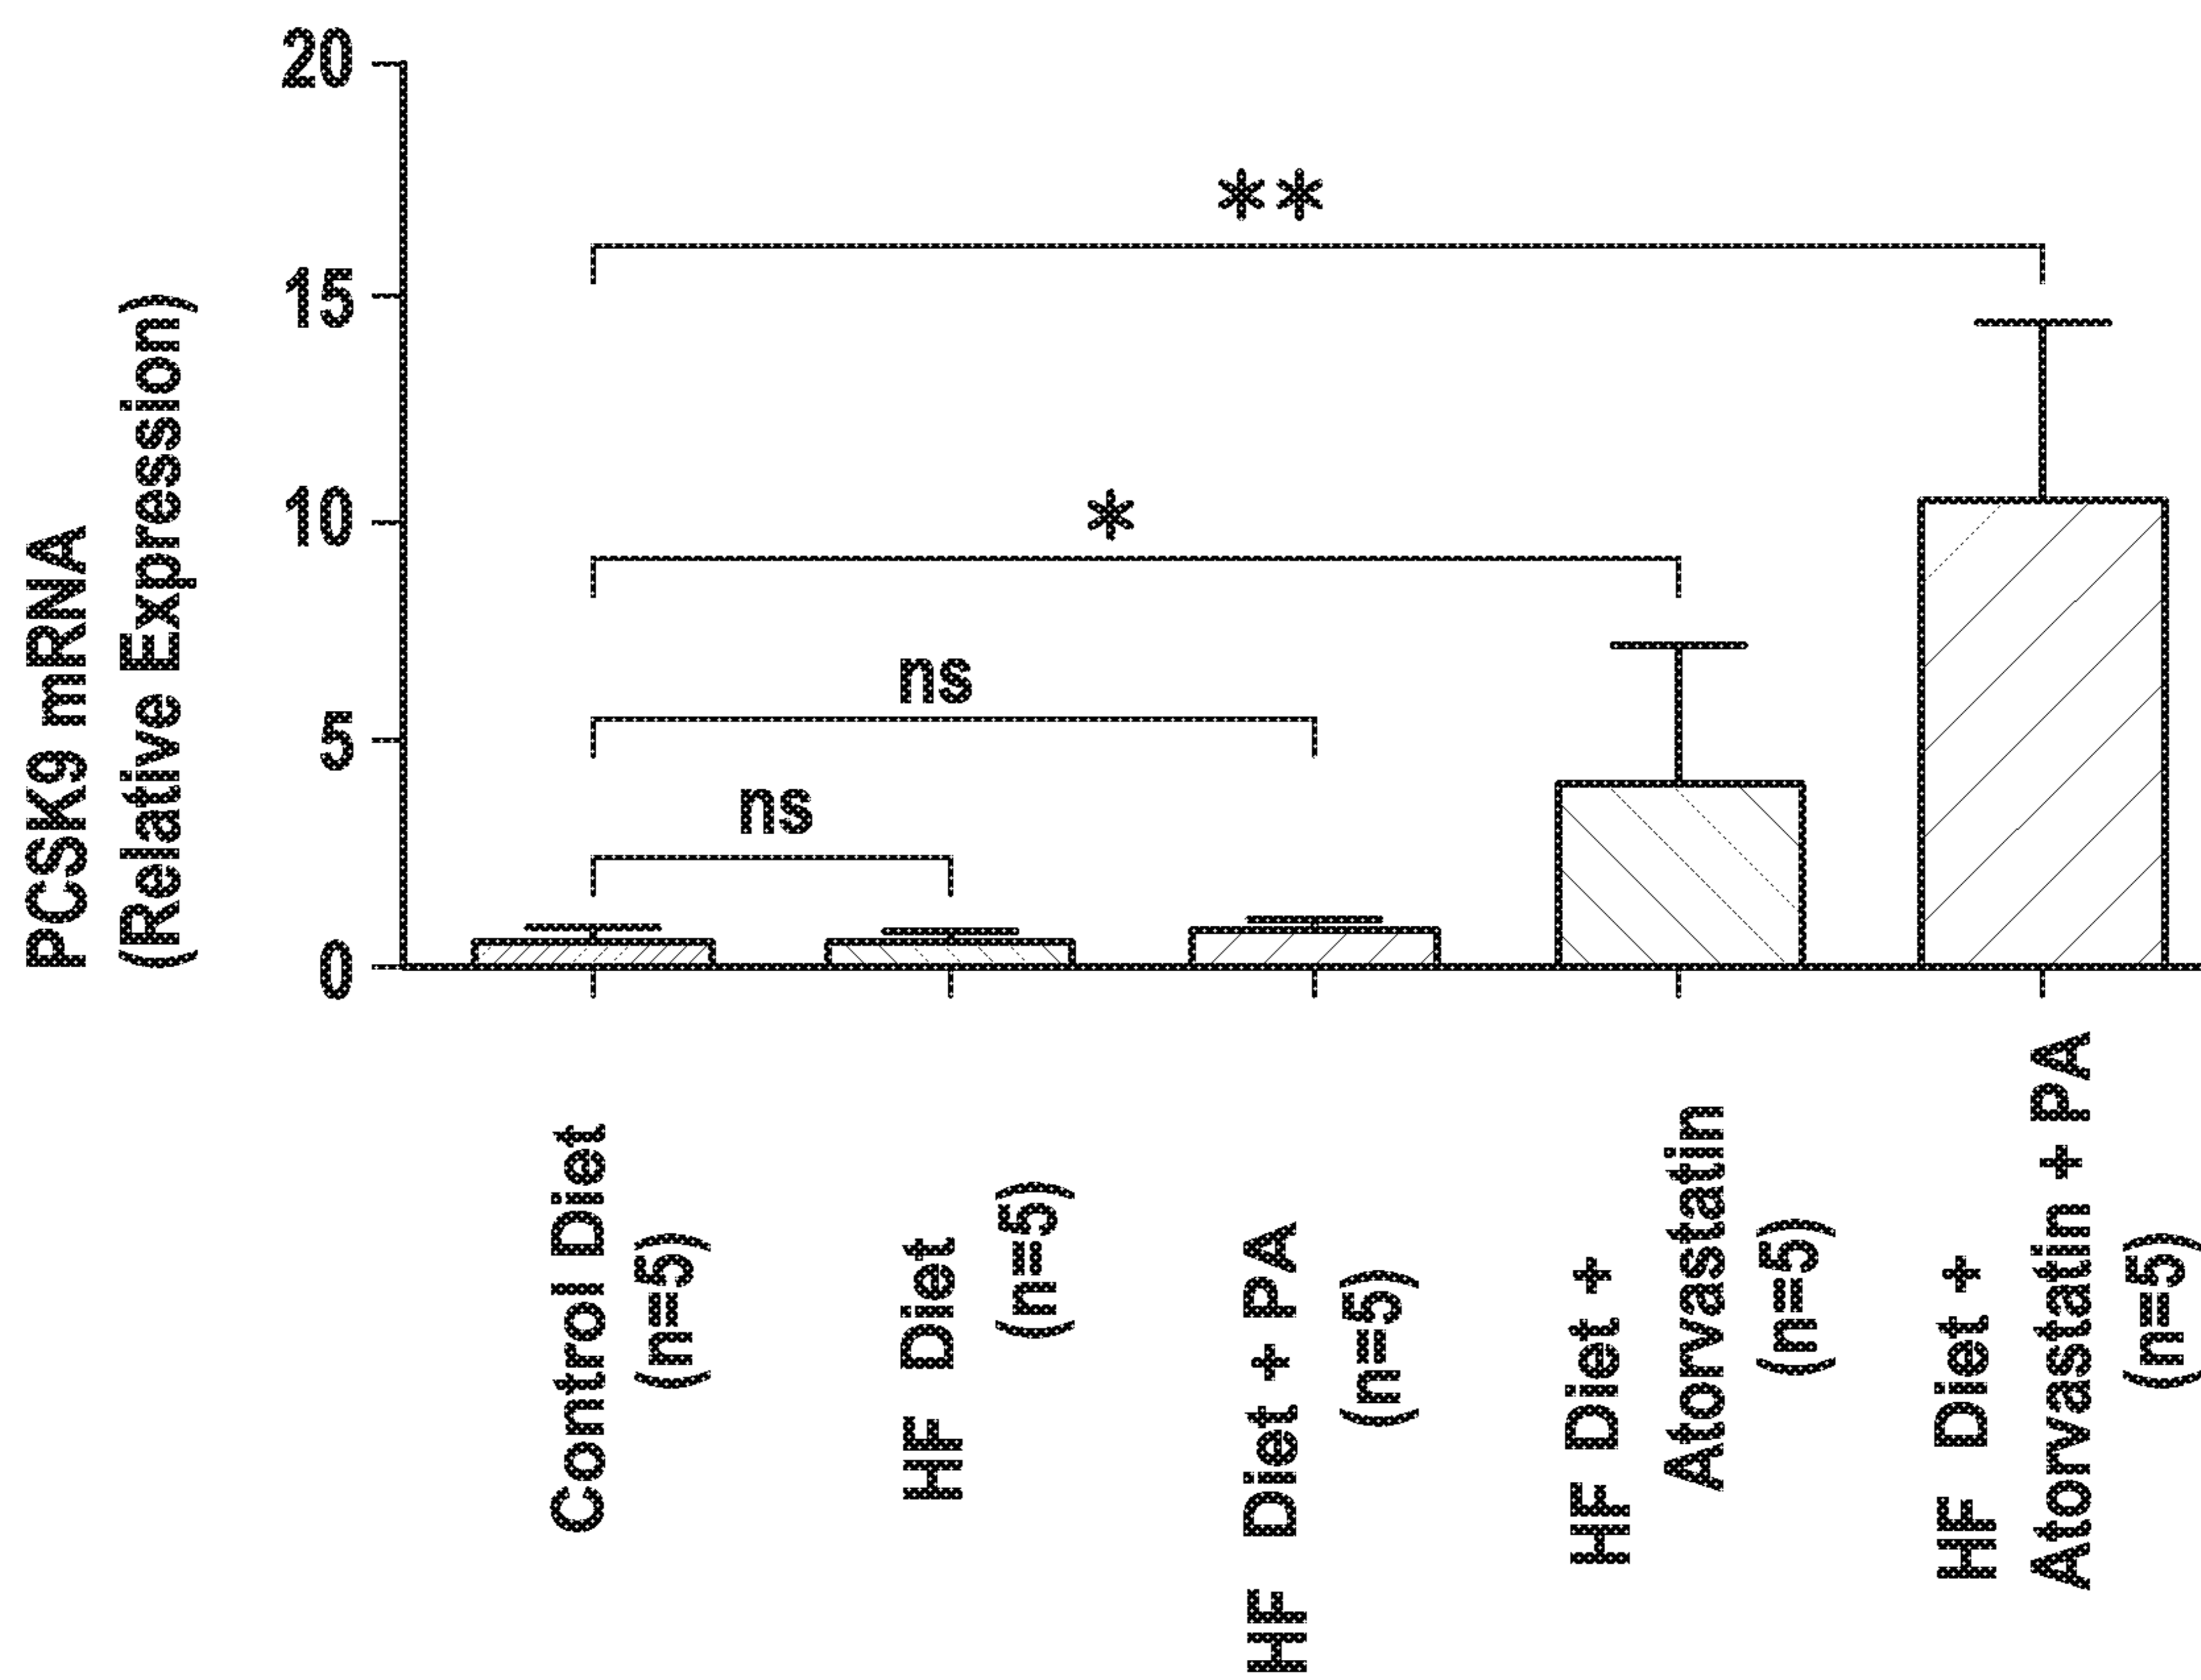 PCSK9 mRNA
(Relative Expression)
20
15
10
5
0
**
*
ns
ns
Control Diet
(n=5)
HF Diet
(n=5)
HF Diet + PA
(n=5)
HF Diet +
Atorvastatin
(n=5)
HF Diet +
Atorvastatin + PA
(n=5)